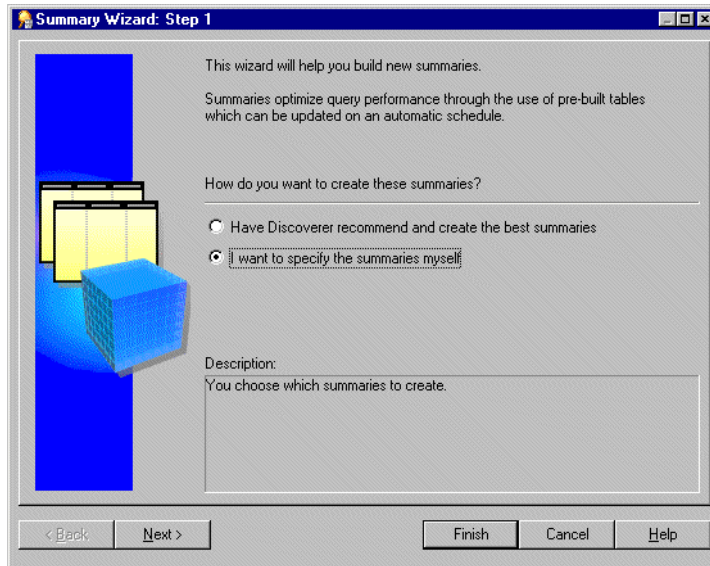 Summary Wizard: Step 1
This wizard will help you build new summaries.
Summaries optimize query performance through the use of pre-built tables
which can be updated on an automatic schedule.
How do you want to create these summaries?
Have Discoverer recommend and create the best summaries
I want to specify the summaries myself
Description:
You choose which summaries to create.
< Back Next > Finish Cancel Help